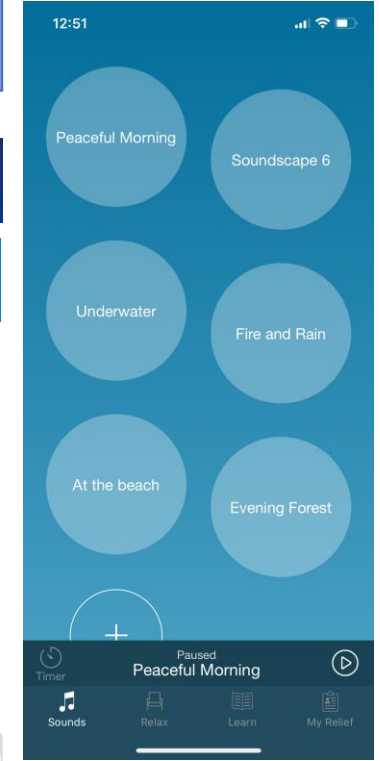 12:51
Peaceful Morning
Soundscape 6
Underwater
Fire and Rain
At the beach
Evening Forest
+
Timer
Paused
Peaceful Morning
Sounds
Relax
Learn
My Relief